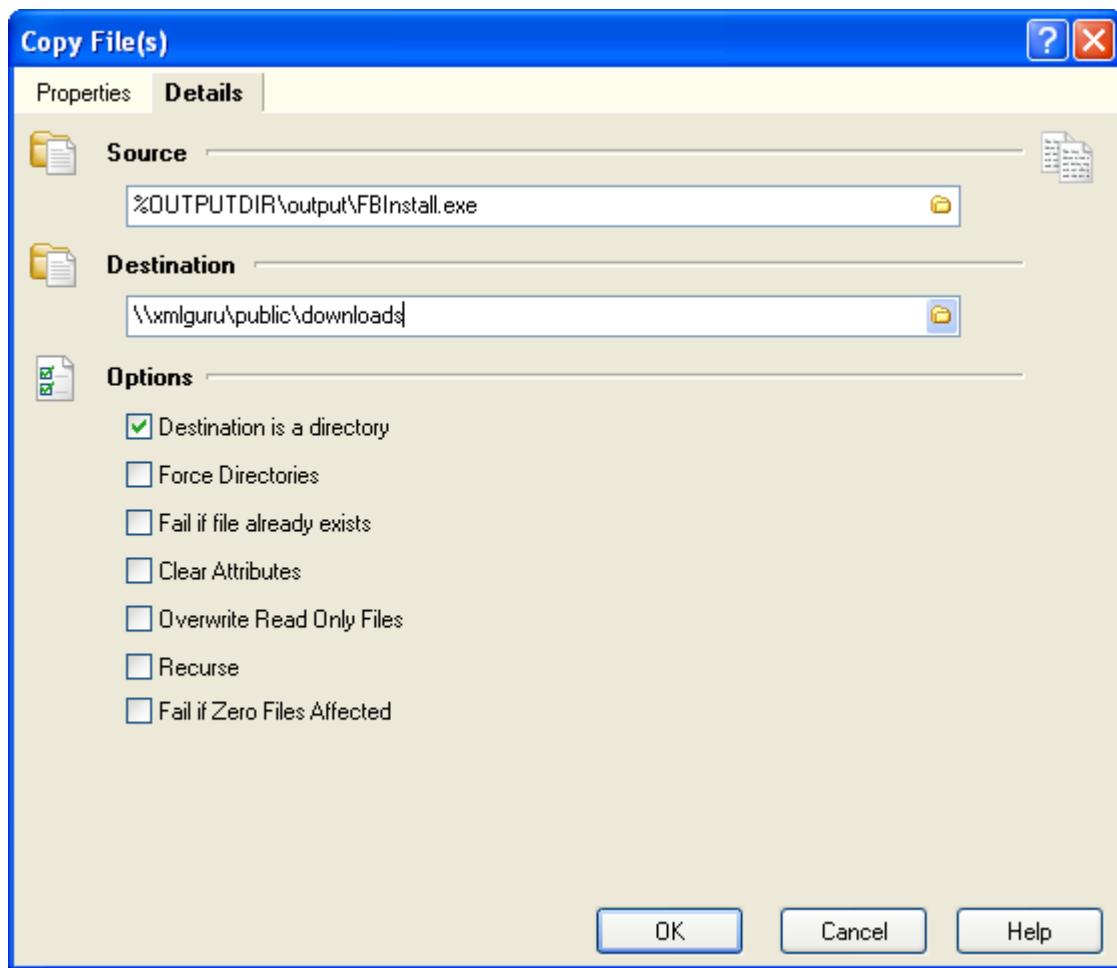 Copy File(s)
Properties Details
Source
%OUTPUTDIR\output\FBInstall.exe
Destination
\\xmlguru\public\downloads
Options
Destination is a directory
Force Directories
Fail if file already exists
Clear Attributes
Overwrite Read Only Files
Recurse
Fail if Zero Files Affected
OK Cancel Help